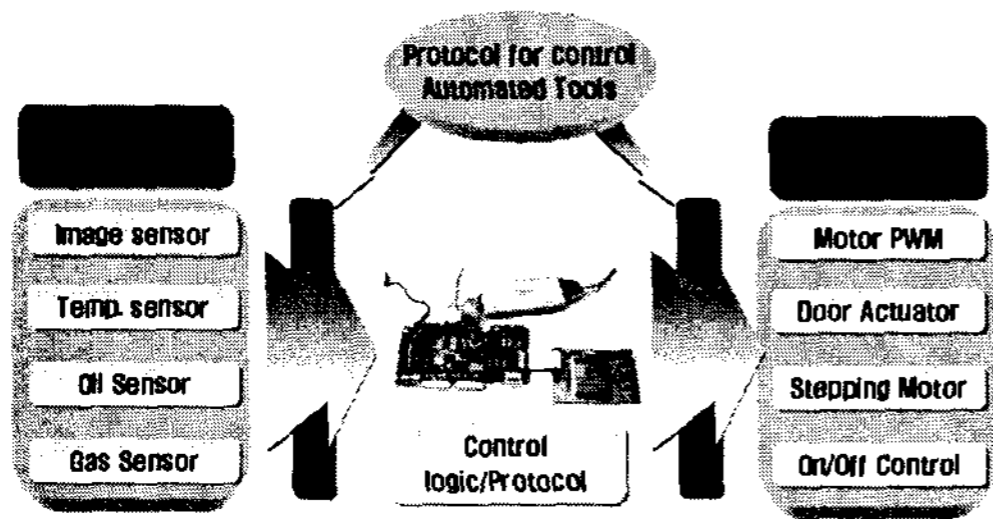 Protocol for control
Automated Tools
Image sensor
Temp. sensor
Oil Sensor
Gas Sensor
Control
logic/Protocol
Motor PWM
Door Actuator
Stepping Motor
On/Off Control